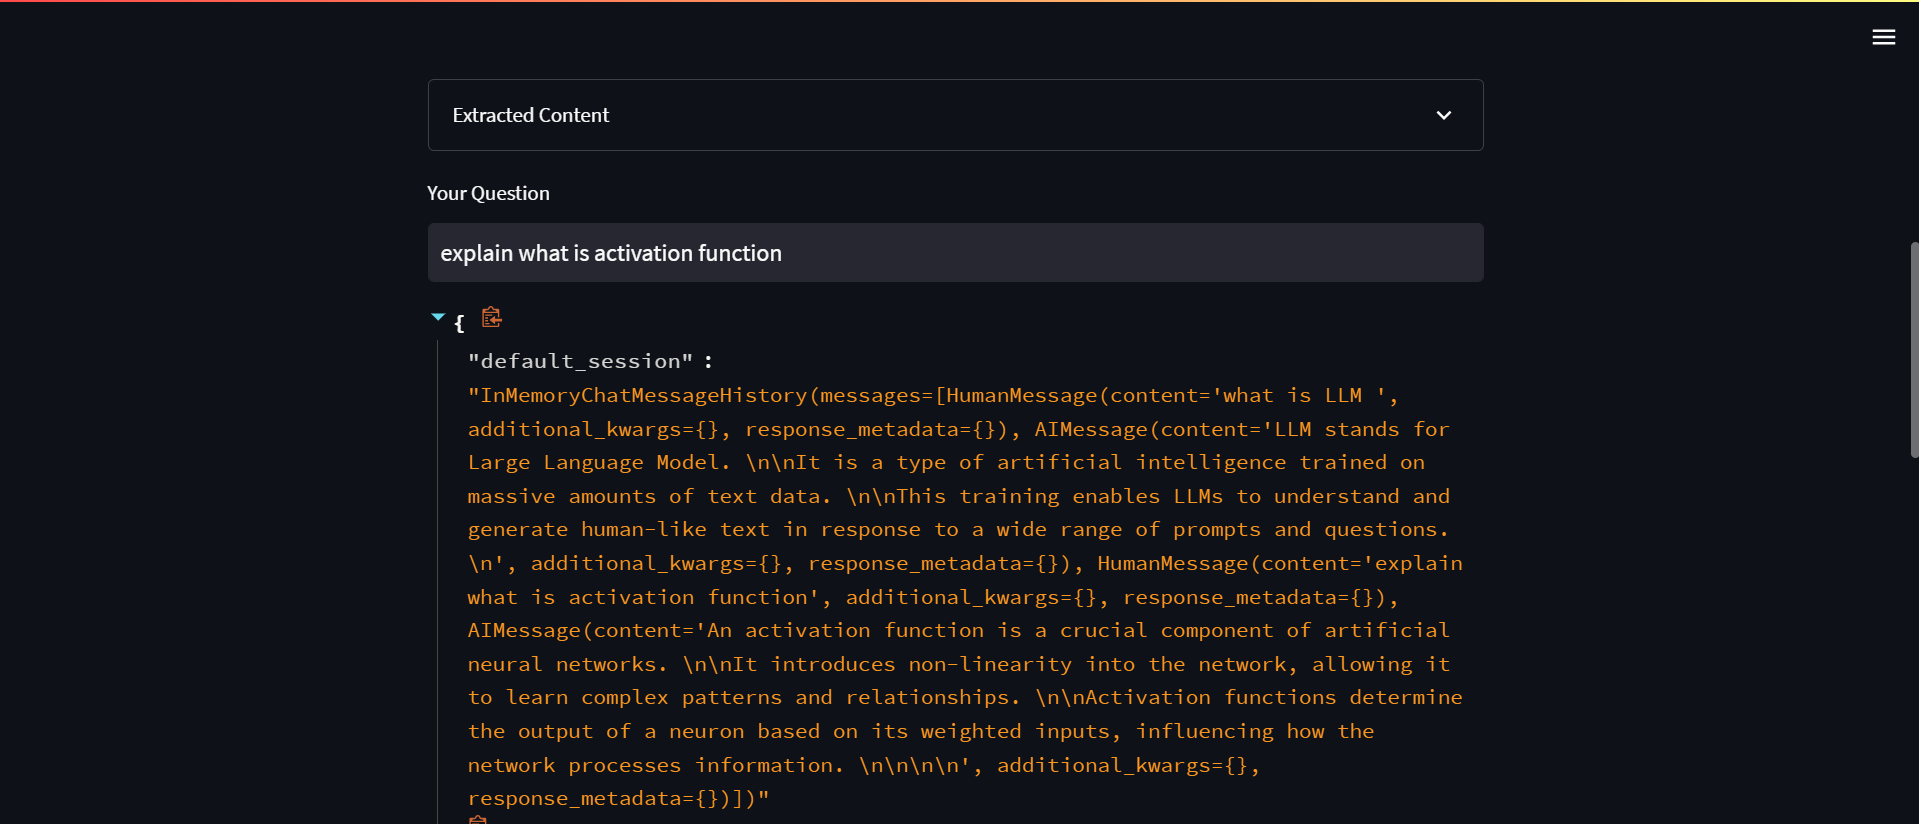 Extracted Content
Your Question
explain what is activation function
{
"default_session" :
"InMemoryChatMessageHistory(messages=[HumanMessage(content='what is LLM ',
additional_kwargs={}, response_metadata={}), AIMessage(content='LLM stands for
Large Language Model. \n\nIt is a type of artificial intelligence trained on
massive amounts of text data. \n\nThis training enables LLMs to understand and
generate human-like text in response to a wide range of prompts and questions.
\n', additional_kwargs={}, response_metadata={}), HumanMessage(content='explain
what is activation function', additional_kwargs={}, response_metadata={}),
AIMessage(content='An activation function is a crucial component of artificial
neural networks. \n\nIt introduces non-linearity into the network, allowing it
to learn complex patterns and relationships. \n\nActivation functions determine
the output of a neuron based on its weighted inputs, influencing how the
network processes information. \n\n\n\n', additional_kwargs={},
response_metadata={})])"